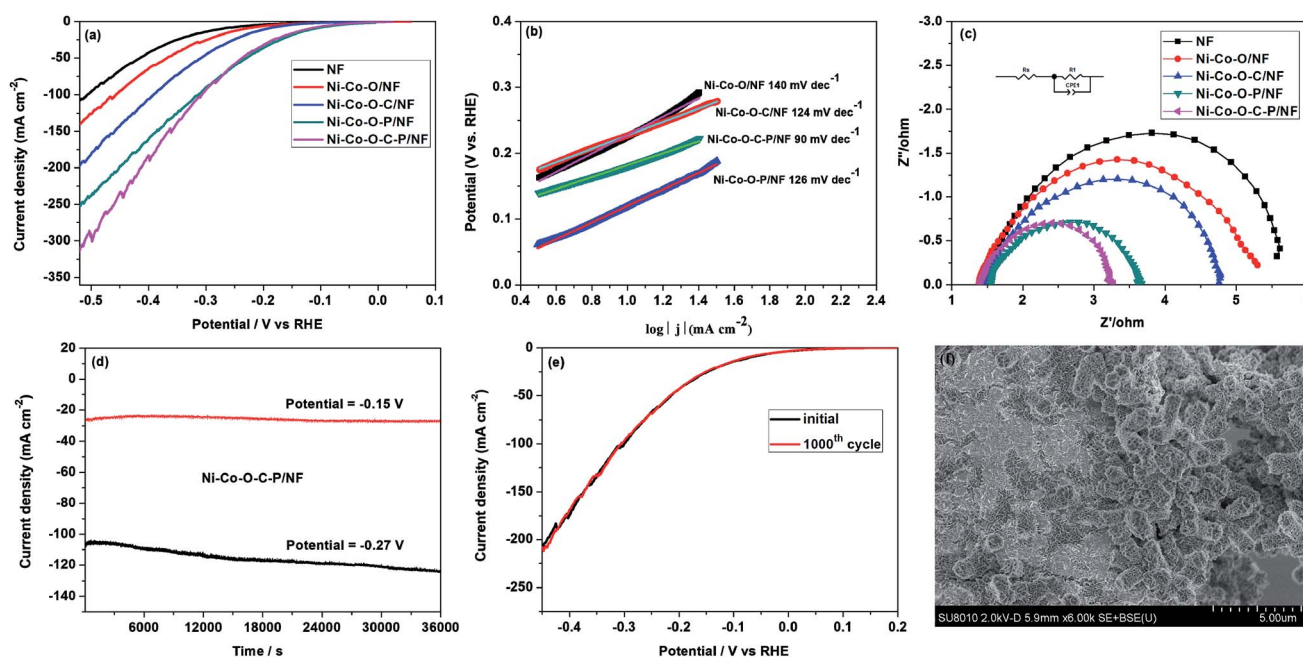 (a)
0
-50
-100
-150
-200
-250
-300
-350
Current density (mA cm⁻²)
NF
Ni-Co-O/NF
Ni-Co-O-C/NF
Ni-Co-O-P/NF
Ni-Co-O-C-P/NF
-0.5 -0.4 -0.3 -0.2 -0.1 0.0 0.1
Potential / V vs RHE
(b)
0.4
0.3
0.2
0.1
0.0
Potential (V vs. RHE)
Ni-Co-O/NF 140 mV dec⁻¹
Ni-Co-O-C/NF 124 mV dec⁻¹
Ni-Co-O-C-P/NF 90 mV dec⁻¹
Ni-Co-O-P/NF 126 mV dec⁻¹
0.4 0.6 0.8 1.0 1.2 1.4 1.6 1.8 2.0 2.2 2.4
log | j | (mA cm⁻²)
(c)
-3.0
-2.5
-2.0
-1.5
-1.0
-0.5
0.0
Z''/ohm
Rs R1
CPE1
NF
Ni-Co-O/NF
Ni-Co-O-C/NF
Ni-Co-O-P/NF
Ni-Co-O-C-P/NF
1 2 3 4 5 6
Z'/ohm
(d)
20
0
-20
-40
-60
-80
-100
-120
-140
Current density (mA cm⁻²)
Potential = -0.15 V
Ni-Co-O-C-P/NF
Potential = -0.27 V
6000 12000 18000 24000 30000 36000
Time / s
(e)
0
-50
-100
-150
-200
-250
Current density (mA cm⁻²)
initial
1000th cycle
-0.4 -0.3 -0.2 -0.1 0.0 0.1 0.2
Potential / V vs RHE
(f)
SU8010 2.0kV-D 5.9mm x6.00k SE+BSE(U) 5.00um